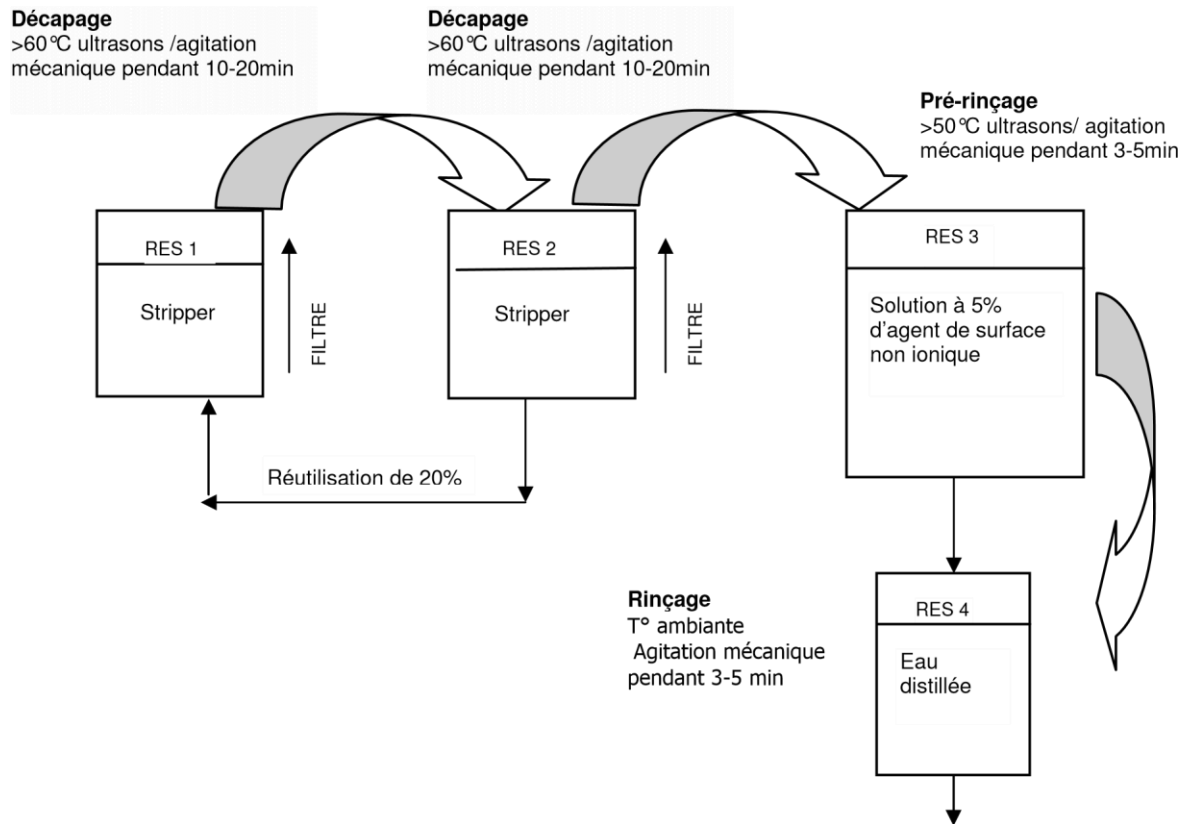 Décapage
>60°C ultrasons /agitation
mécanique pendant 10-20min
Décapage
>60°C ultrasons /agitation
mécanique pendant 10-20min
Pré-rinçage
>50°C ultrasons/ agitation
mécanique pendant 3-5min
RES 1
Stripper
FILTRE
RES 2
Stripper
FILTRE
RES 3
Solution à 5%
d’agent de surface
non ionique
Réutilisation de 20%
Rinçage
T° ambiante
Agitation mécanique
pendant 3-5 min
RES 4
Eau
distillée